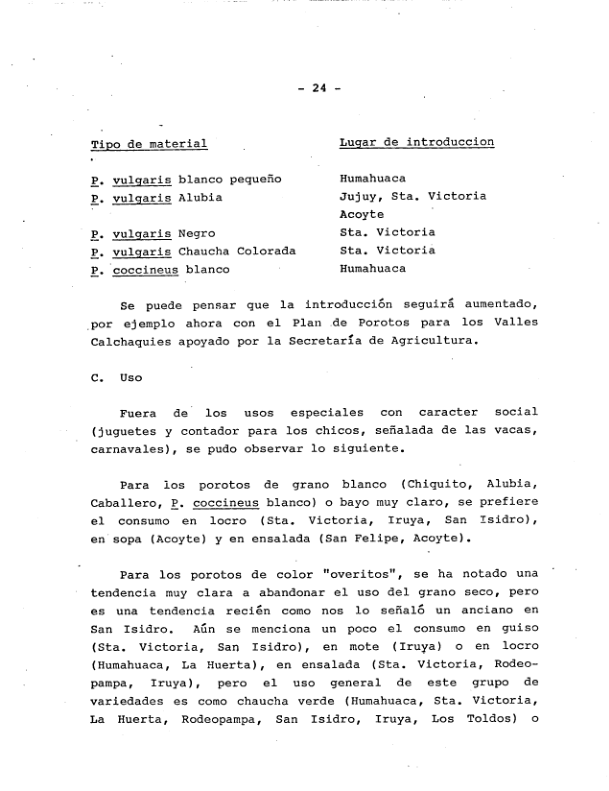 - 24 -
Tipo de material Lugar de introduccion
P. vulgaris blanco pequeño Humahuaca
P. vulgaris Alubia Jujuy, Sta. Victoria
Acoyte
P. vulgaris Negro Sta. Victoria
P. vulgaris Chaucha Colorada Sta. Victoria
P. coccineus blanco Humahuaca
Se puede pensar que la introducción seguirá aumentado,
por ejemplo ahora con el Plan de Porotos para los Valles
Calchaquies apoyado por la Secretaría de Agricultura.
C. Uso
Fuera de los usos especiales con caracter social
(juguetes y contador para los chicos, señalada de las vacas,
carnavales), se pudo observar lo siguiente.
Para los porotos de grano blanco (Chiquito, Alubia,
Caballero, P. coccineus blanco) o bayo muy claro, se prefiere
el consumo en locro (Sta. Victoria, Iruya, San Isidro),
en sopa (Acoyte) y en ensalada (San Felipe, Acoyte).
Para los porotos de color "overitos", se ha notado una
tendencia muy clara a abandonar el uso del grano seco, pero
es una tendencia recién como nos lo señaló un anciano en
San Isidro. Aún se menciona un poco el consumo en guiso
(Sta. Victoria, San Isidro), en mote (Iruya) o en locro
(Humahuaca, La Huerta), en ensalada (Sta. Victoria, Rodeo-
pampa, Iruya), pero el uso general de este grupo de
variedades es como chaucha verde (Humahuaca, Sta. Victoria,
La Huerta, Rodeopampa, San Isidro, Iruya, Los Toldos) o